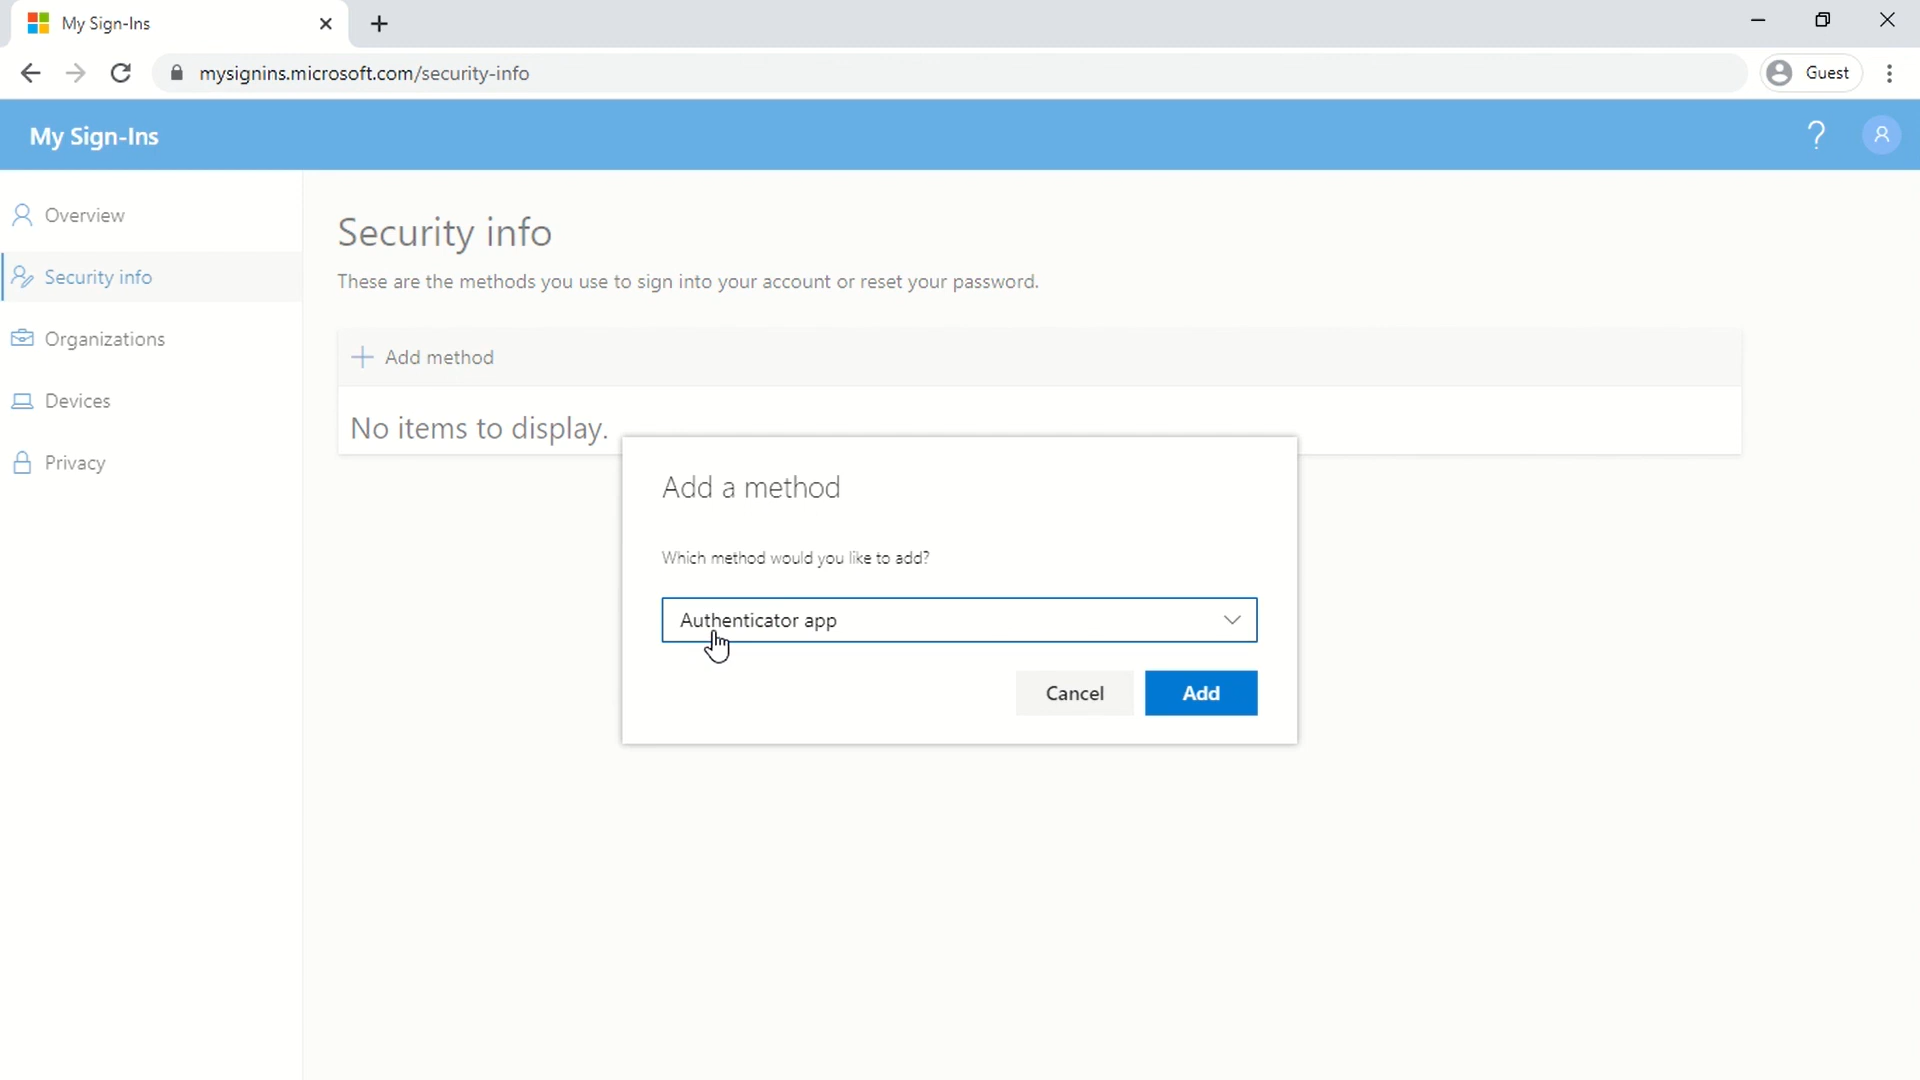 My Sign-Ins
mysignins.microsoft.com/security-info
Guest
My Sign-Ins
?
Overview
Security info
Organizations
Devices
Privacy
Security info
These are the methods you use to sign into your account or reset your password.
+ Add method
No items to display.
Add a method
Which method would you like to add?
Authenticator app
Cancel
Add